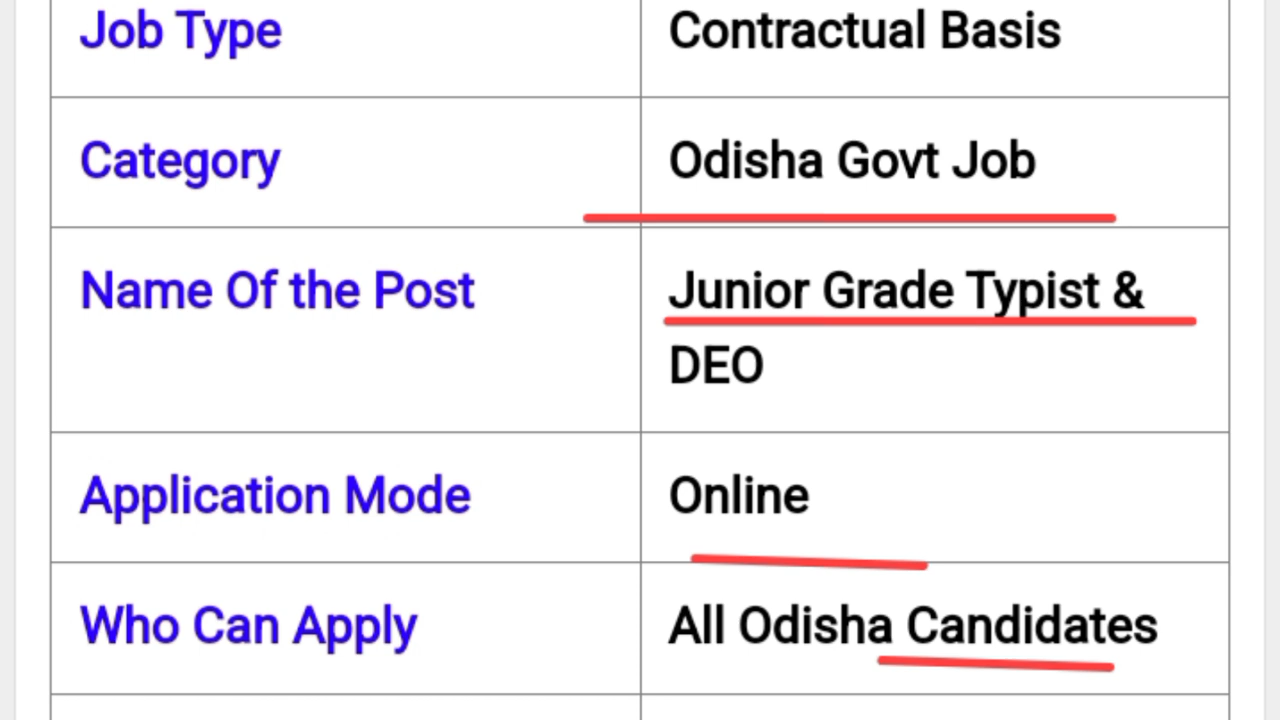 Job Type
Contractual Basis
Category
Odisha Govt Job
Name Of the Post
Junior Grade Typist &
DEO
Application Mode
Online
Who Can Apply
All Odisha Candidates